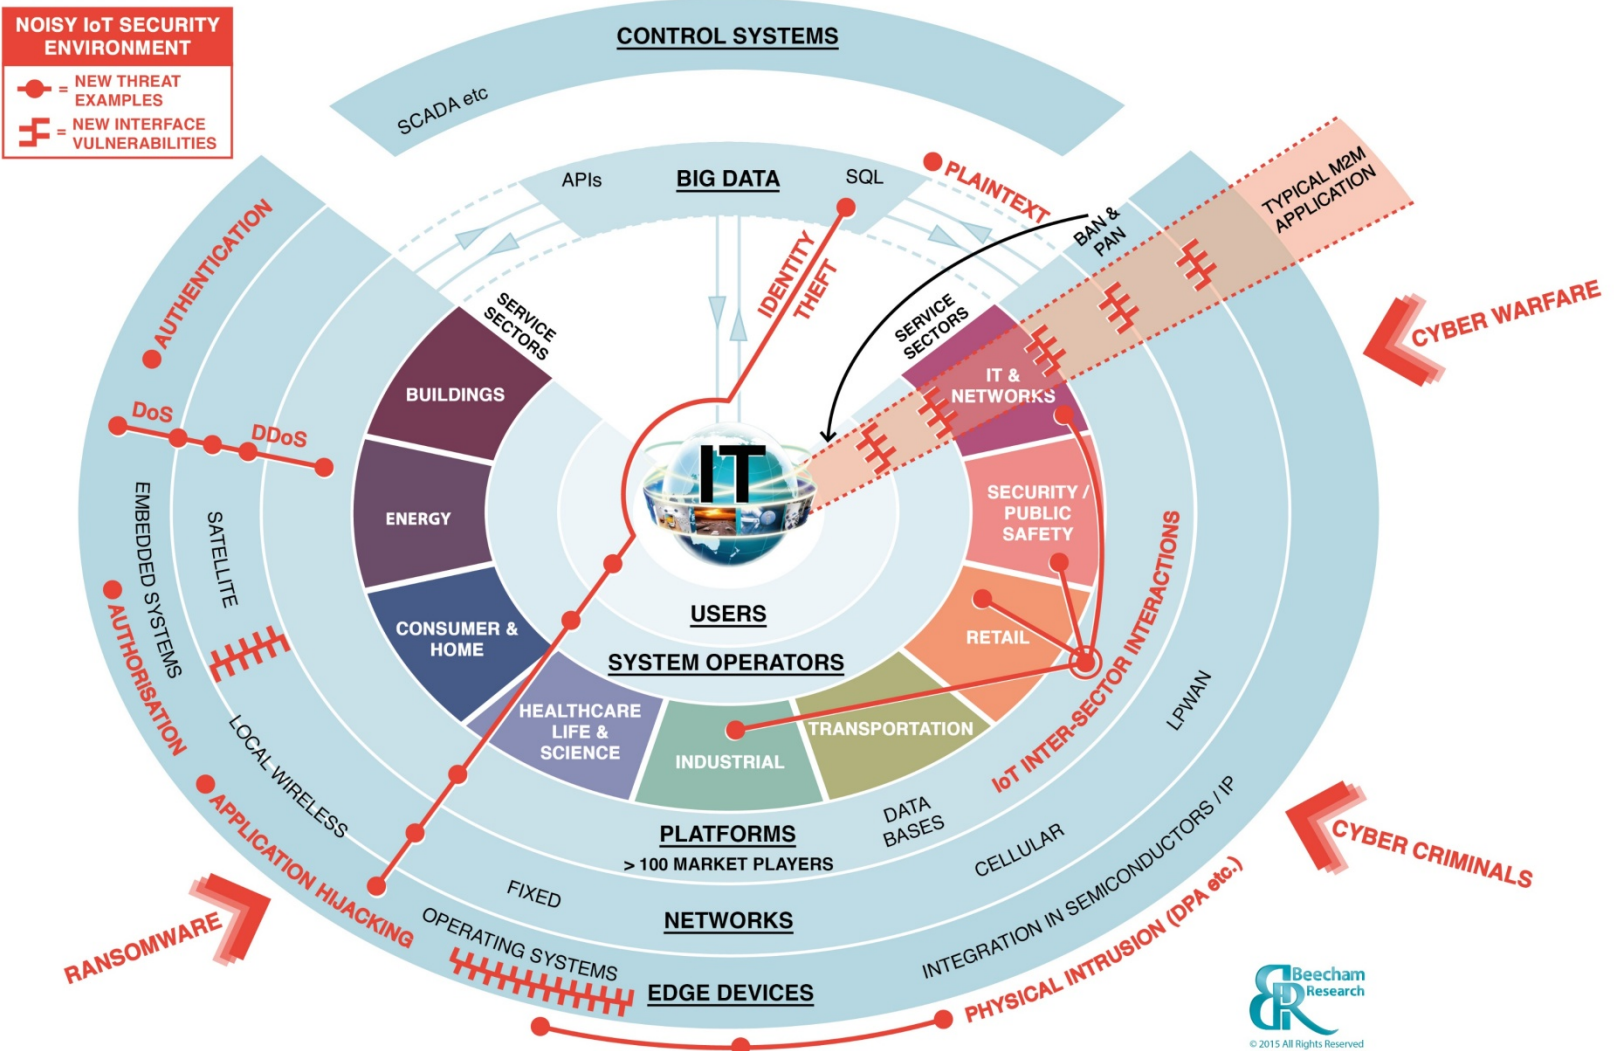 NOISY IoT SECURITY
ENVIRONMENT
= NEW THREAT
EXAMPLES
= NEW INTERFACE
VULNERABILITIES
CONTROL SYSTEMS
SCADA etc
BIG DATA
APIs
SQL
PLAINTEXT
BAN &
PAN
TYPICAL M2M
APPLICATION
AUTHENTICATION
IDENTITY
THEFT
SERVICE
SECTORS
SERVICE
SECTORS
CYBER WARFARE
BUILDINGS
IT &
NETWORKS
DoS
DDoS
IT
ENERGY
SECURITY /
PUBLIC
SAFETY
EMBEDDED SYSTEMS
SATELLITE
AUTHORISATION
CONSUMER &
HOME
USERS
RETAIL
SYSTEM OPERATORS
IoT INTER-SECTOR INTERACTIONS
LPWAN
HEALTHCARE
LIFE &
SCIENCE
INDUSTRIAL
TRANSPORTATION
LOCAL WIRELESS
APPLICATION HIJACKING
PLATFORMS
> 100 MARKET PLAYERS
DATA
BASES
CELLULAR
CYBER CRIMINALS
RANSOMWARE
FIXED
NETWORKS
OPERATING SYSTEMS
EDGE DEVICES
INTEGRATION IN SEMICONDUCTORS / IP
PHYSICAL INTRUSION (DPA etc.)
Beecham
Research
© 2015 All Rights Reserved